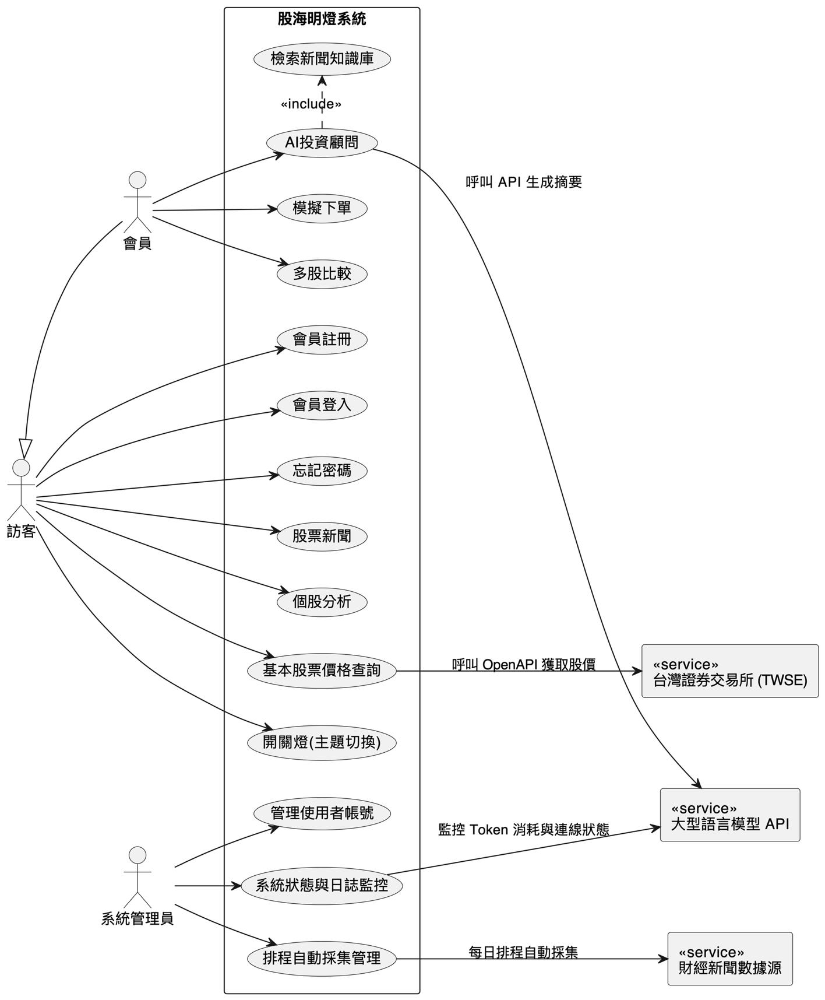 股海明燈系統
檢索新聞知識庫
«include»
AI投資顧問
呼叫 API 生成摘要
模擬下單
會員
多股比較
會員註冊
會員登入
忘記密碼
訪客
股票新聞
個股分析
基本股票價格查詢
呼叫 OpenAPI 獲取股價
«service»
台灣證券交易所 (TWSE)
開關燈(主題切換)
管理使用者帳號
«service»
大型語言模型 API
監控 Token 消耗與連線狀態
系統狀態與日誌監控
系統管理員
排程自動採集管理
每日排程自動採集
«service»
財經新聞數據源